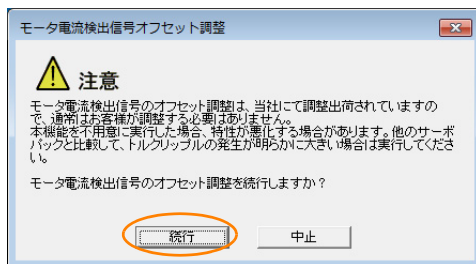 モータ電流検出信号オフセット調整
注意
モータ電流検出信号のオフセット調整は、当社にて調整出荷されていますの
で、通常はお客様が調整する必要はありません。
本機能を不用意に実行した場合、特性が悪化する場合があります。他のサーボ
パックと比較して、トルクリップルの発生が明らかに大きい場合は実行してくださ
い。
モータ電流検出信号のオフセット調整を続行しますか？
続行
中止